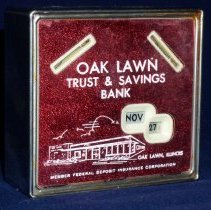 OAK LAWN
TRUST & SAVINGS
BANK
NOV
27
OAK LAWN, ILLINOIS
MEMBER FEDERAL DEPOSIT INSURANCE CORPORATION